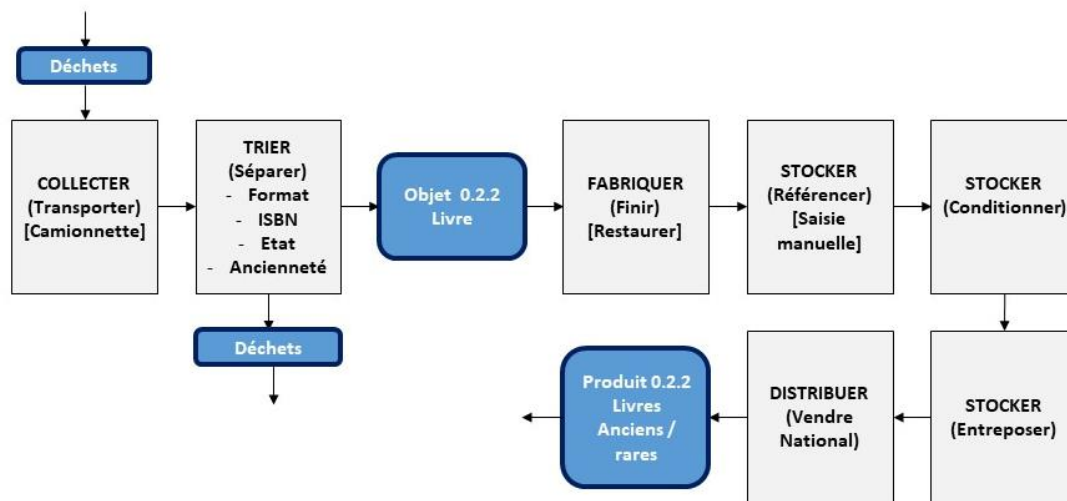 Déchets
COLLECTER
(Transporter)
[Camionnette]
TRIER
(Séparer)
- Format
- ISBN
- Etat
- Ancienneté
Déchets
Objet 0.2.2
Livre
FABRIQUER
(Finir)
[Restaurer]
STOCKER
(Référencer)
[Saisie
manuelle]
STOCKER
(Conditionner)
STOCKER
(Entreposer)
DISTRIBUER
(Vendre
National)
Produit 0.2.2
Livres
Anciens /
rares